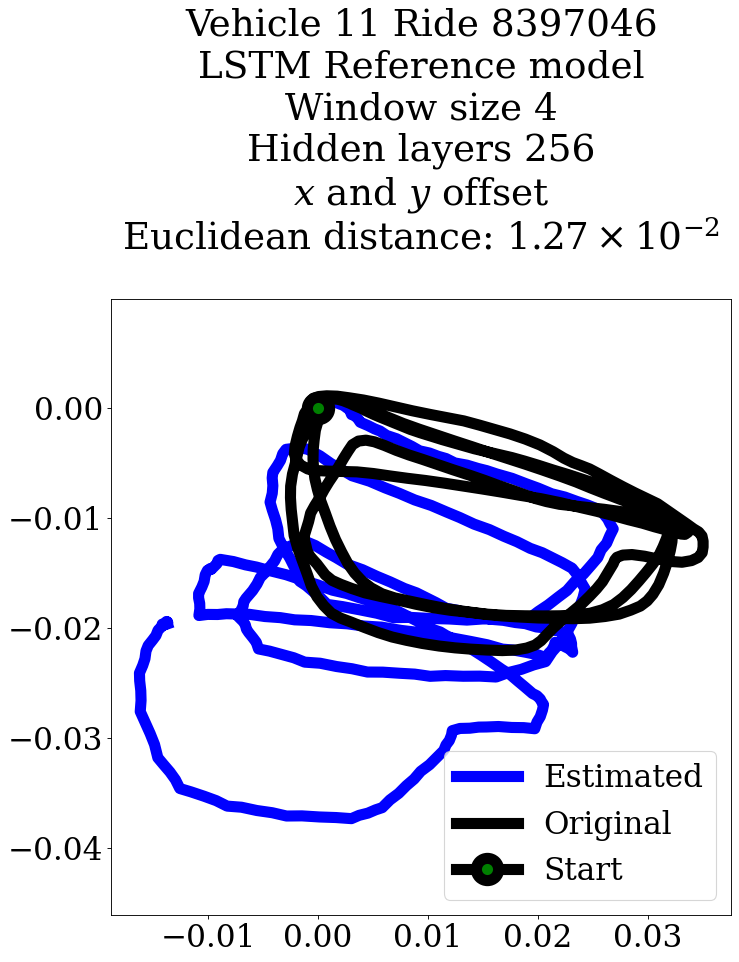 Vehicle 11 Ride 8397046
LSTM Reference model
Window size 4
Hidden layers 256
x and y offset
Euclidean distance: 1.27 × 10⁻²
0.00
−0.01
−0.02
−0.03
−0.04
Estimated
Original
Start
−0.01 0.00 0.01 0.02 0.03